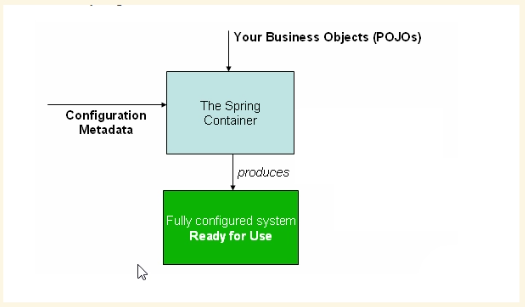 Your Business Objects (POJOs)
The Spring
Container
Configuration
Metadata
produces
Fully configured system
Ready for Use